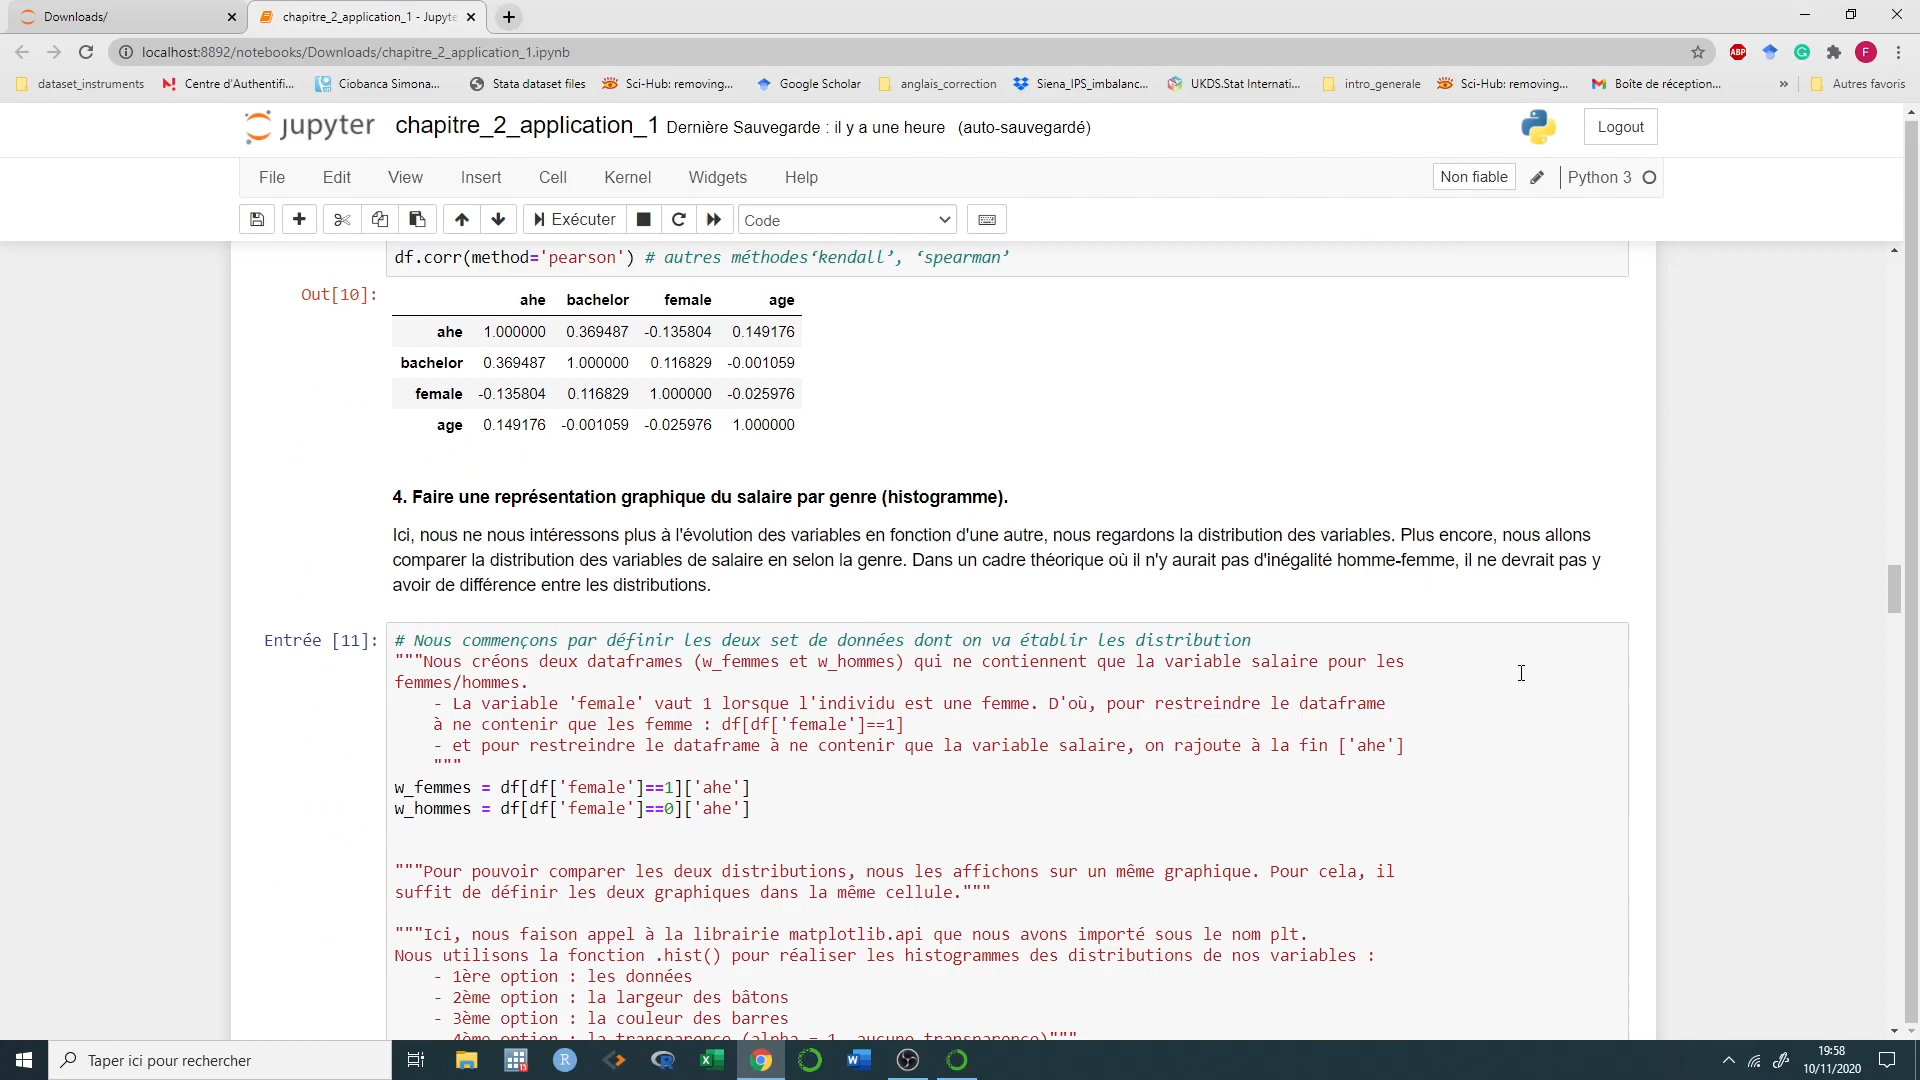 Downloads/
chapitre_2_application_1 - Jupyte
localhost:8892/notebooks/Downloads/chapitre_2_application_1.ipynb
ABP
F
dataset_instruments
Centre d'Authentifi...
Ciobanca Simona...
Stata dataset files
Sci-Hub: removing...
Google Scholar
anglais_correction
Siena_IPS_imbalanc...
UKDS.Stat Internati...
intro_generale
Sci-Hub: removing...
Boîte de réception...
»
Autres favoris
jupyter chapitre_2_application_1 Dernière Sauvegarde : il y a une heure (auto-sauvegardé)
Logout
File Edit View Insert Cell Kernel Widgets Help
Non fiable
Python 3
Exécuter
Code
df.corr(method='pearson') # autres méthodes‘kendall’, ‘spearman’
Out[10]:
ahe bachelor female age
ahe 1.000000 0.369487 -0.135804 0.149176
bachelor 0.369487 1.000000 0.116829 -0.001059
female -0.135804 0.116829 1.000000 -0.025976
age 0.149176 -0.001059 -0.025976 1.000000
4. Faire une représentation graphique du salaire par genre (histogramme).
Ici, nous ne nous intéressons plus à l'évolution des variables en fonction d'une autre, nous regardons la distribution des variables. Plus encore, nous allons
comparer la distribution des variables de salaire en selon la genre. Dans un cadre théorique où il n'y aurait pas d'inégalité homme-femme, il ne devrait pas y
avoir de différence entre les distributions.
Entrée [11]:
# Nous commençons par définir les deux set de données dont on va établir les distribution
"""Nous créons deux dataframes (w_femmes et w_hommes) qui ne contiennent que la variable salaire pour les
femmes/hommes.
- La variable 'female' vaut 1 lorsque l'individu est une femme. D'où, pour restreindre le dataframe
à ne contenir que les femme : df[df['female']==1]
- et pour restreindre le dataframe à ne contenir que la variable salaire, on rajoute à la fin ['ahe']
"""
w_femmes = df[df['female']==1]['ahe']
w_hommes = df[df['female']==0]['ahe']
"""Pour pouvoir comparer les deux distributions, nous les affichons sur un même graphique. Pour cela, il
suffit de définir les deux graphiques dans la même cellule."""
"""Ici, nous faison appel à la librairie matplotlib.api que nous avons importé sous le nom plt.
Nous utilisons la fonction .hist() pour réaliser les histogrammes des distributions de nos variables :
- 1ère option : les données
- 2ème option : la largeur des bâtons
- 3ème option : la couleur des barres
- 4ème option : la transparence (alpha = 1, aucune transparence)"""
Taper ici pour rechercher
19:58
10/11/2020